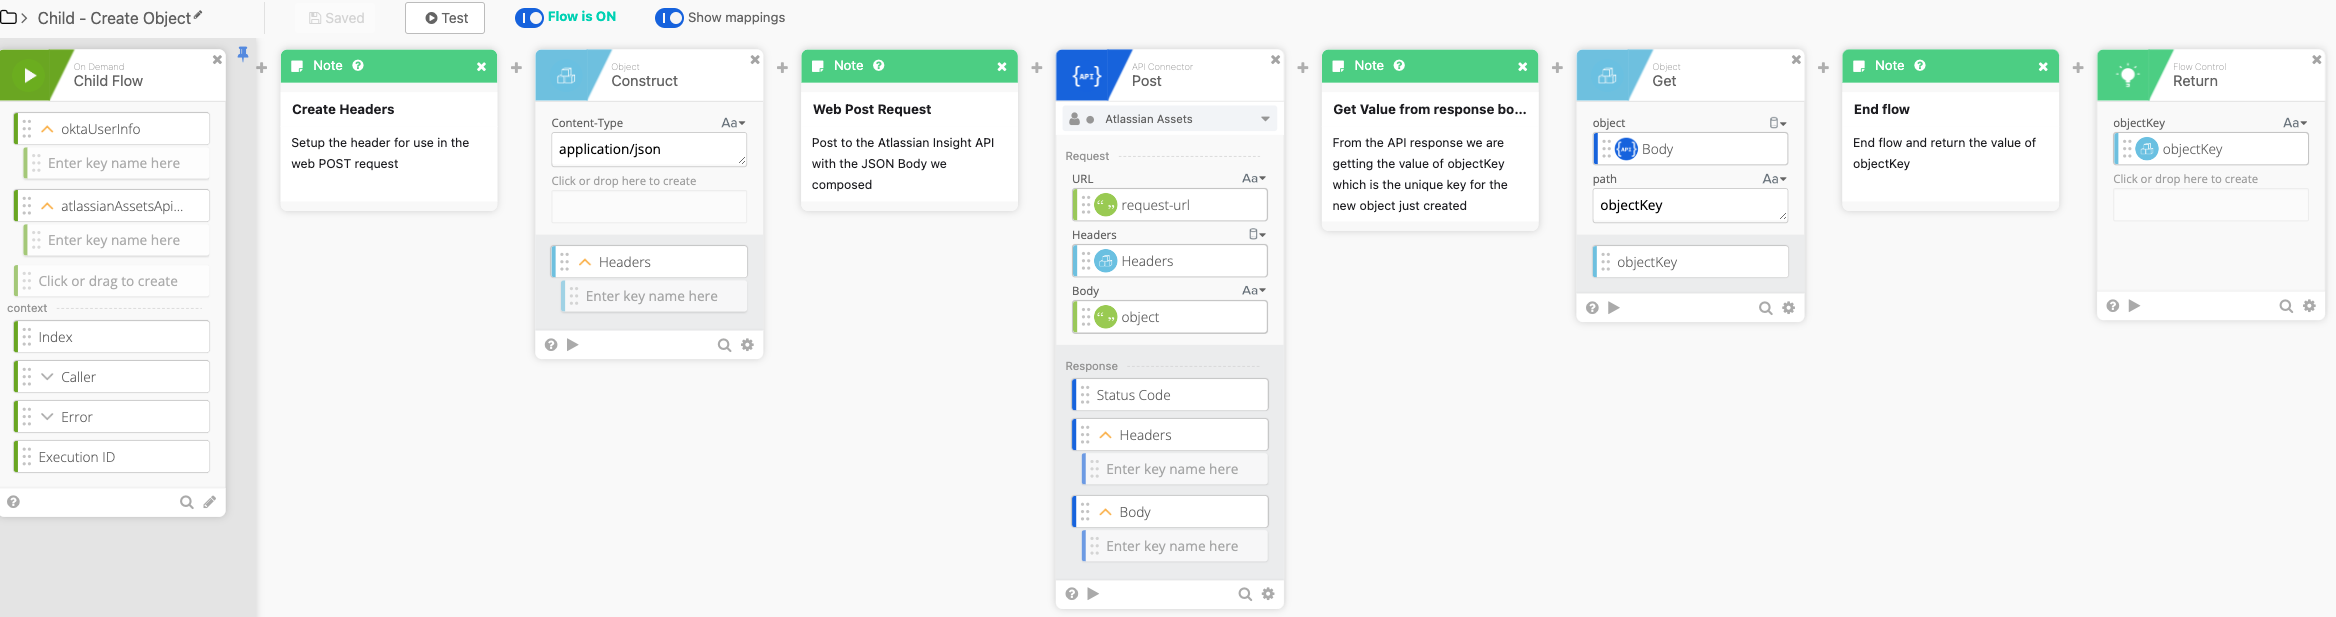 Child - Create Object
Saved
Test
Flow is ON
Show mappings
On Demand
Child Flow
oktaUserInfo
Enter key name here
atlassianAssetsApi...
Enter key name here
Click or drag to create
context
Index
Caller
Error
Execution ID
Note
Create Headers
Setup the header for use in the
web POST request
Object
Construct
Content-Type
Aa
application/json
Click or drop here to create
Headers
Enter key name here
Note
Web Post Request
Post to the Atlassian Insight API
with the JSON Body we
composed
{API}
API Connector
Post
Atlassian Assets
Request
URL
Aa
request-url
Headers
Headers
Body
Aa
object
Response
Status Code
Headers
Enter key name here
Body
Enter key name here
Note
Get Value from response bo...
From the API response we are
getting the value of objectKey
which is the unique key for the
new object just created
Object
Get
object
{API}
Body
path
Aa
objectKey
objectKey
Note
End flow
End flow and return the value of
objectKey
Flow Control
Return
objectKey
Aa
objectKey
Click or drop here to create